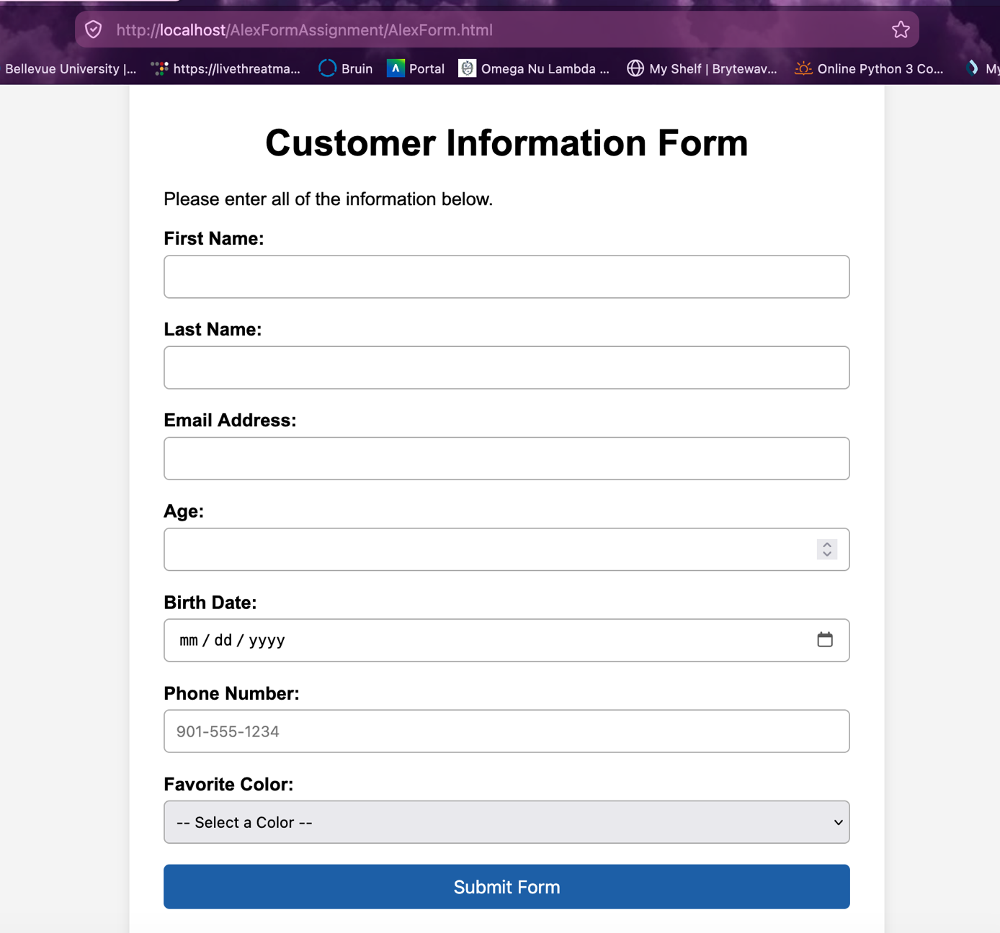 http://localhost/AlexFormAssignment/AlexForm.html
Bellevue University |... https://livethreatma... Bruin Portal Omega Nu Lambda ... My Shelf | Brytewav... Online Python 3 Co... My
Customer Information Form
Please enter all of the information below.
First Name:
Last Name:
Email Address:
Age:
Birth Date:
mm / dd / yyyy
Phone Number:
901-555-1234
Favorite Color:
-- Select a Color --
Submit Form